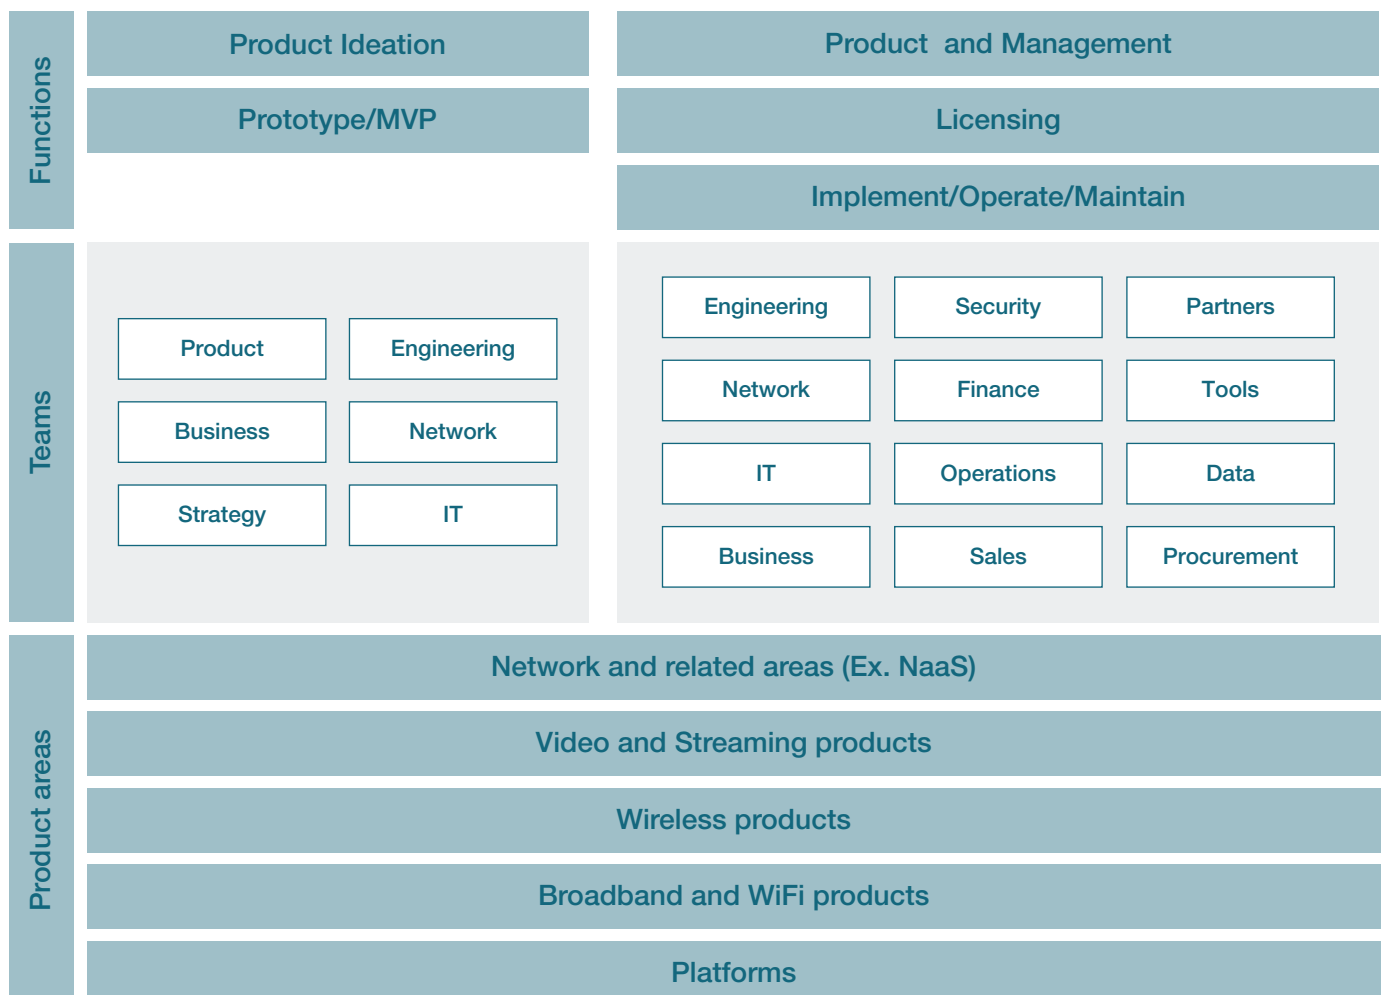 Functions
Product Ideation
Prototype/MVP
Product  and Management
Licensing
Implement/Operate/Maintain
Teams
Product
Engineering
Business
Network
Strategy
IT
Engineering
Security
Partners
Network
Finance
Tools
IT
Operations
Data
Business
Sales
Procurement
Product areas
Network and related areas (Ex. NaaS)
Video and Streaming products
Wireless products
Broadband and WiFi products
Platforms